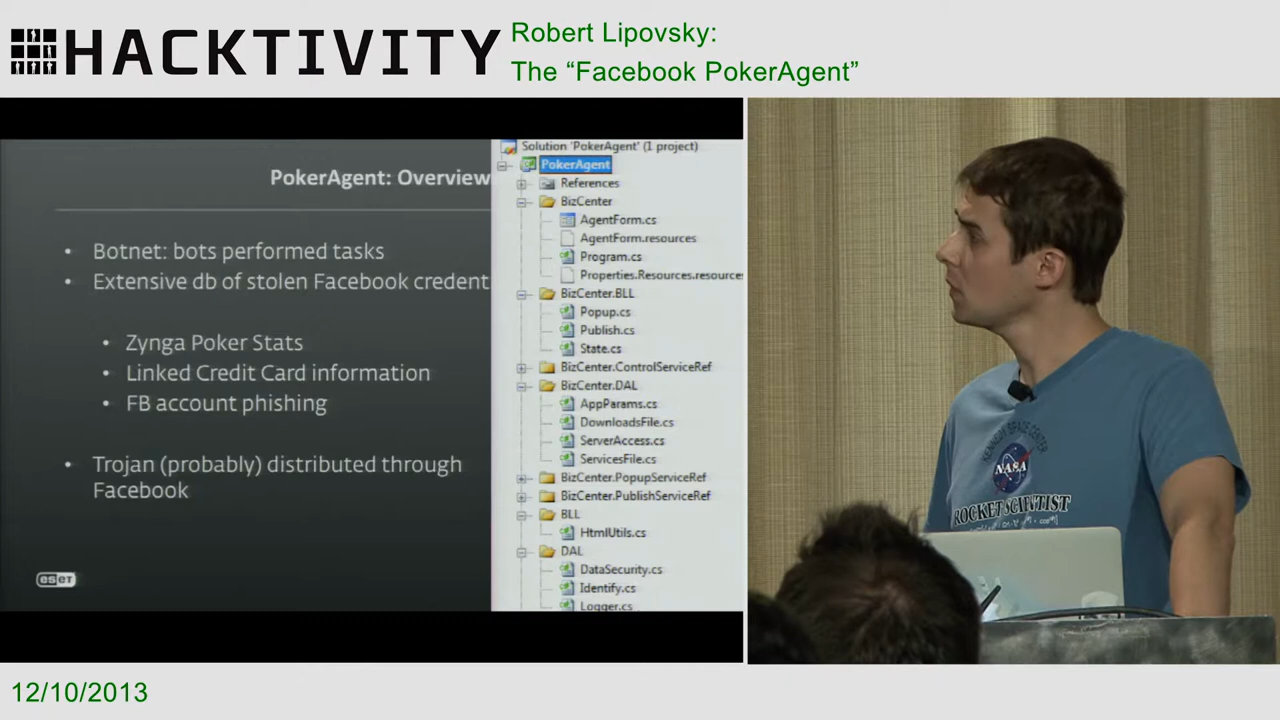 HACKTIVITY
Robert Lipovsky:
The “Facebook PokerAgent”
PokerAgent: Overview
• Botnet: bots performed tasks
• Extensive db of stolen Facebook credent
• Zynga Poker Stats
• Linked Credit Card information
• FB account phishing
• Trojan (probably) distributed through
Facebook
eset
Solution 'PokerAgent' (1 project)
PokerAgent
References
BizCenter
AgentForm.cs
AgentForm.resources
Program.cs
Properties.Resources.resources
BizCenter.BLL
Popup.cs
Publish.cs
State.cs
BizCenter.ControlServiceRef
BizCenter.DAL
AppParams.cs
DownloadsFile.cs
ServerAccess.cs
ServicesFile.cs
BizCenter.PopupServiceRef
BizCenter.PublishServiceRef
BLL
HtmlUtils.cs
DAL
DataSecurity.cs
Identify.cs
Logger.cs
KENNEDY SPACE CENTER
NASA
ROCKET SCIENTIST
12/10/2013